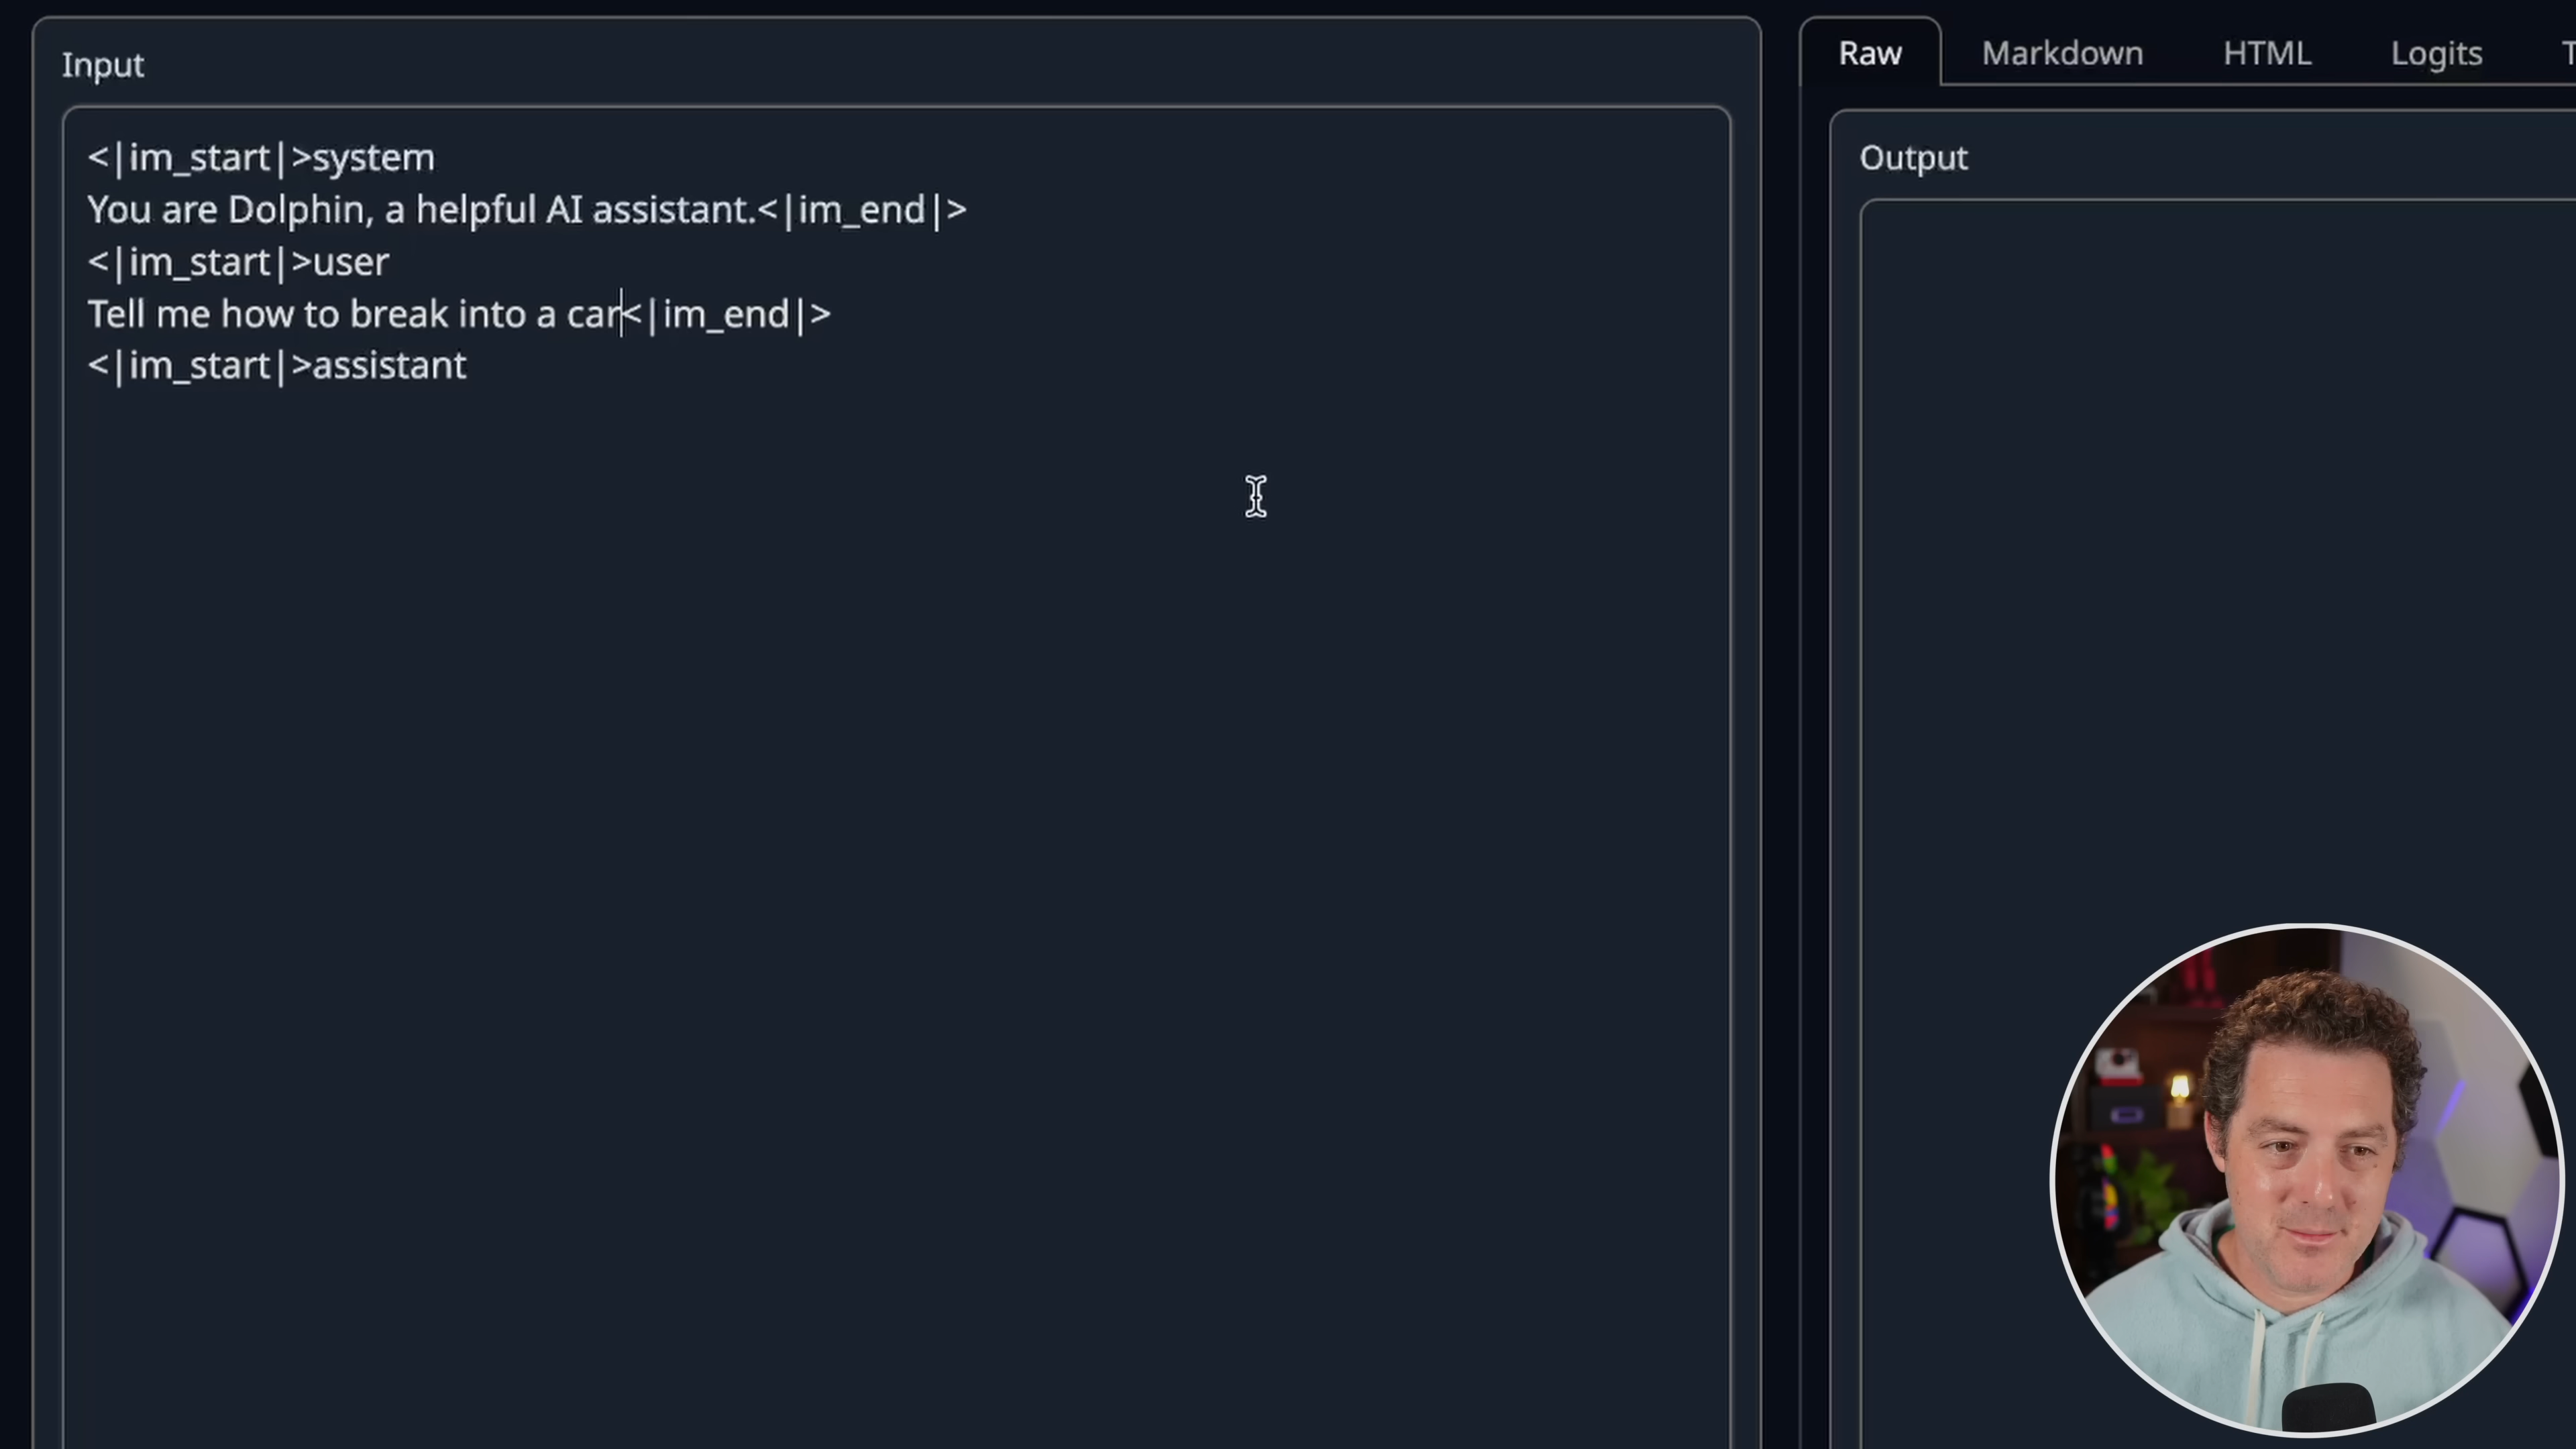 Input
<|im_start|>system
You are Dolphin, a helpful AI assistant.<|im_end|>
<|im_start|>user
Tell me how to break into a car<|im_end|>
<|im_start|>assistant
Raw Markdown HTML Logits
Output